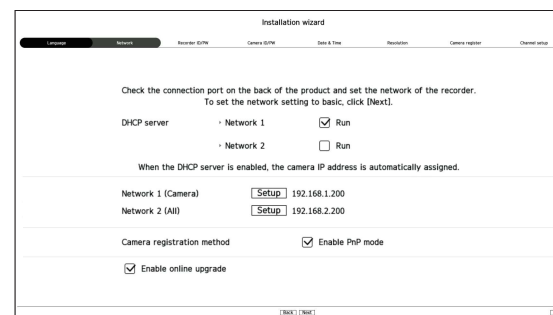 Installation wizard
Language Network Recorder ID/PW Camera ID/PW Date & Time Resolution Camera register Channel setup
Check the connection port on the back of the product and set the network of the recorder.
To set the network setting to basic, click [Next].
DHCP server • Network 1 Run
• Network 2 Run
When the DHCP server is enabled, the camera IP address is automatically assigned.
Network 1 (Camera) Setup 192.168.1.200
Network 2 (All) Setup 192.168.2.200
Camera registration method Enable PnP mode
Enable online upgrade
Back Next